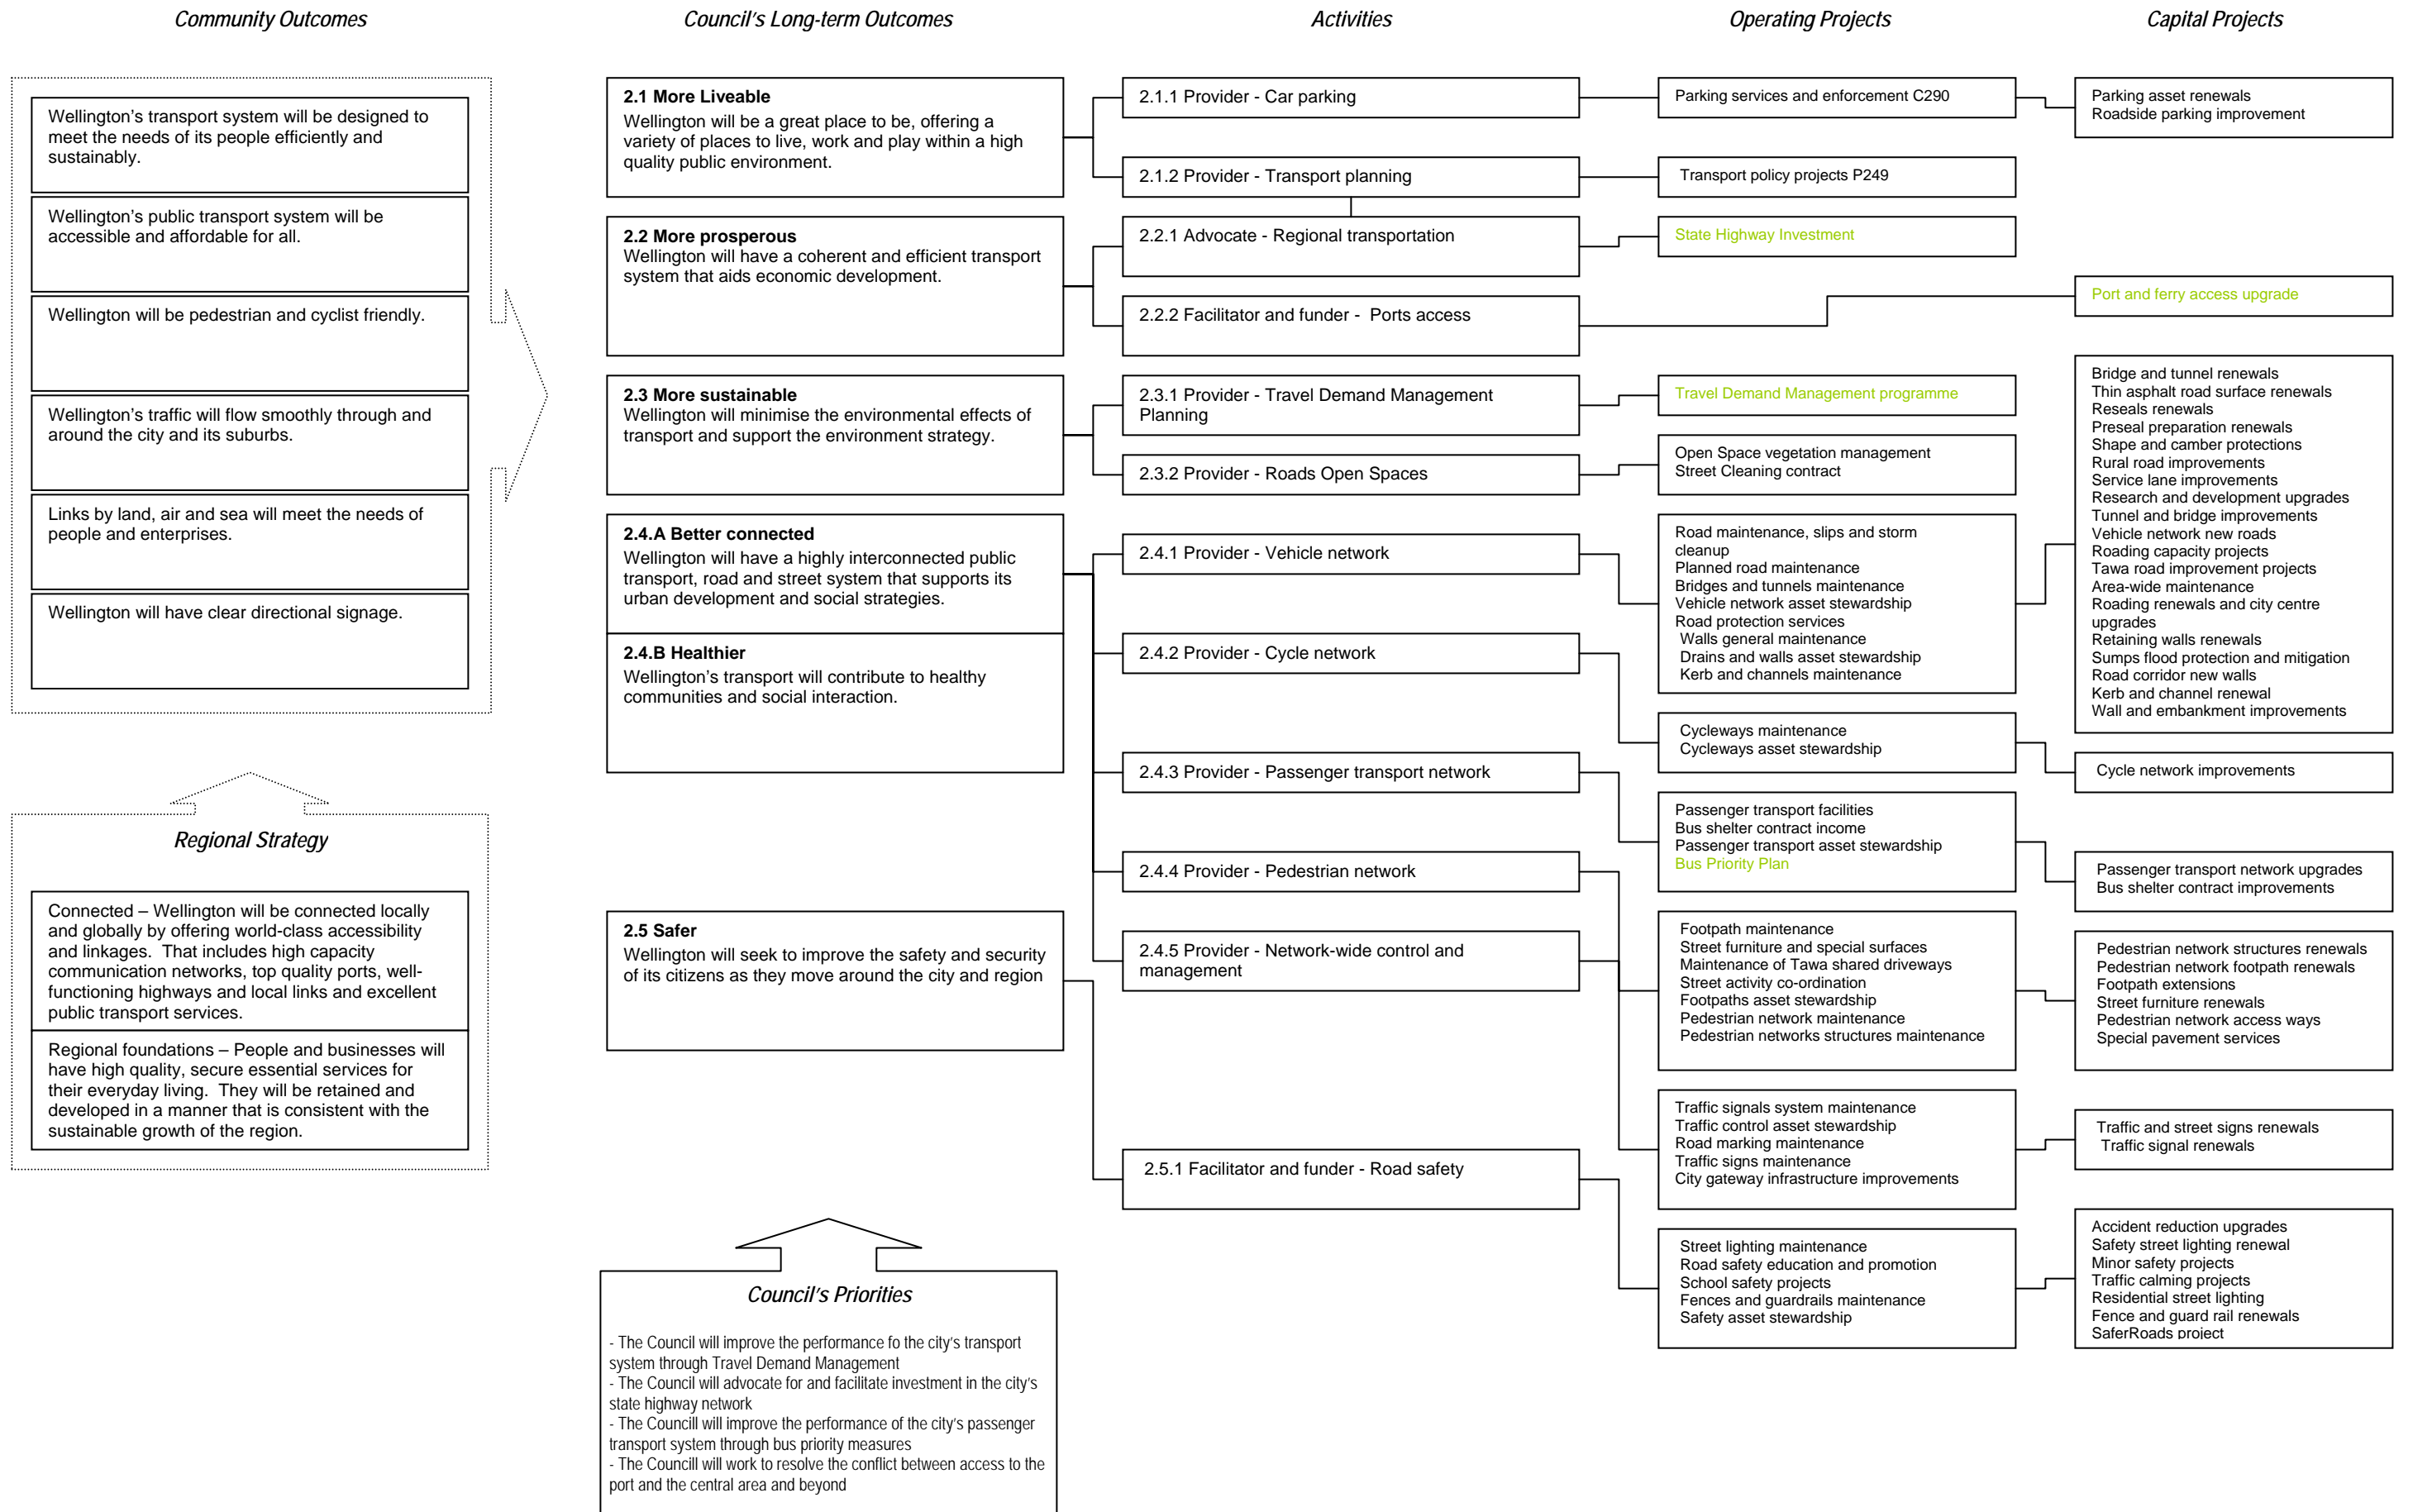 Community Outcomes
Wellington's transport system will be designed to
meet the needs of its people efficiently and
sustainably.
Wellington's public transport system will be
accessible and affordable for all.
Wellington will be pedestrian and cyclist friendly.
Wellington's traffic will flow smoothly through and
around the city and its suburbs.
Links by land, air and sea will meet the needs of
people and enterprises.
Wellington will have clear directional signage.
Regional Strategy
Connected – Wellington will be connected locally
and globally by offering world-class accessibility
and linkages.  That includes high capacity
communication networks, top quality ports, well-
functioning highways and local links and excellent
public transport services.
Regional foundations – People and businesses will
have high quality, secure essential services for
their everyday living.  They will be retained and
developed in a manner that is consistent with the
sustainable growth of the region.
Council's Long-term Outcomes
2.1 More Liveable
Wellington will be a great place to be, offering a
variety of places to live, work and play within a high
quality public environment.
2.2 More prosperous
Wellington will have a coherent and efficient transport
system that aids economic development.
2.3 More sustainable
Wellington will minimise the environmental effects of
transport and support the environment strategy.
2.4.A Better connected
Wellington will have a highly interconnected public
transport, road and street system that supports its
urban development and social strategies.
2.4.B Healthier
Wellington's transport will contribute to healthy
communities and social interaction.
2.5 Safer
Wellington will seek to improve the safety and security
of its citizens as they move around the city and region
Council's Priorities
- The Council will improve the performance fo the city's transport
system through Travel Demand Management
- The Council will advocate for and facilitate investment in the city's
state highway network
- The Councill will improve the performance of the city's passenger
transport system through bus priority measures
- The Councill will work to resolve the conflict between access to the
port and the central area and beyond
Activities
2.1.1 Provider - Car parking
2.1.2 Provider - Transport planning
2.2.1 Advocate - Regional transportation
2.2.2 Facilitator and funder -  Ports access
2.3.1 Provider - Travel Demand Management
Planning
2.3.2 Provider - Roads Open Spaces
2.4.1 Provider - Vehicle network
2.4.2 Provider - Cycle network
2.4.3 Provider - Passenger transport network
2.4.4 Provider - Pedestrian network
2.4.5 Provider - Network-wide control and
management
2.5.1 Facilitator and funder - Road safety
Operating Projects
Parking services and enforcement C290
Transport policy projects P249
State Highway Investment
Travel Demand Management programme
Open Space vegetation management
Street Cleaning contract
Road maintenance, slips and storm
cleanup
Planned road maintenance
Bridges and tunnels maintenance
Vehicle network asset stewardship
Road protection services
Walls general maintenance
Drains and walls asset stewardship
Kerb and channels maintenance
Cycleways maintenance
Cycleways asset stewardship
Passenger transport facilities
Bus shelter contract income
Passenger transport asset stewardship
Bus Priority Plan
Footpath maintenance
Street furniture and special surfaces
Maintenance of Tawa shared driveways
Street activity co-ordination
Footpaths asset stewardship
Pedestrian network maintenance
Pedestrian networks structures maintenance
Traffic signals system maintenance
Traffic control asset stewardship
Road marking maintenance
Traffic signs maintenance
City gateway infrastructure improvements
Street lighting maintenance
Road safety education and promotion
School safety projects
Fences and guardrails maintenance
Safety asset stewardship
Capital Projects
Parking asset renewals
Roadside parking improvement
Port and ferry access upgrade
Bridge and tunnel renewals
Thin asphalt road surface renewals
Reseals renewals
Preseal preparation renewals
Shape and camber protections
Rural road improvements
Service lane improvements
Research and development upgrades
Tunnel and bridge improvements
Vehicle network new roads
Roading capacity projects
Tawa road improvement projects
Area-wide maintenance
Roading renewals and city centre
upgrades
Retaining walls renewals
Sumps flood protection and mitigation
Road corridor new walls
Kerb and channel renewal
Wall and embankment improvements
Cycle network improvements
Passenger transport network upgrades
Bus shelter contract improvements
Pedestrian network structures renewals
Pedestrian network footpath renewals
Footpath extensions
Street furniture renewals
Pedestrian network access ways
Special pavement services
Traffic and street signs renewals
Traffic signal renewals
Accident reduction upgrades
Safety street lighting renewal
Minor safety projects
Traffic calming projects
Residential street lighting
Fence and guard rail renewals
SaferRoads project